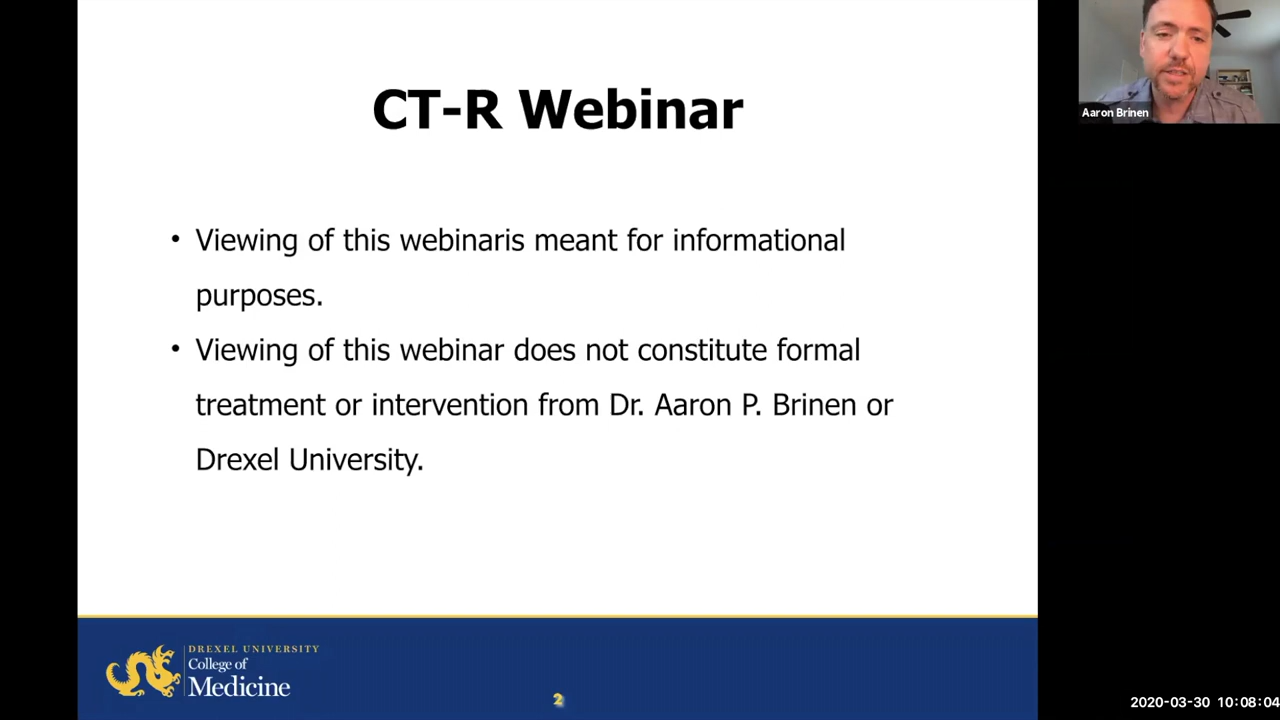 CT-R Webinar
Aaron Brinen
• Viewing of this webinaris meant for informational
purposes.
• Viewing of this webinar does not constitute formal
treatment or intervention from Dr. Aaron P. Brinen or
Drexel University.
DREXEL UNIVERSITY
College of
Medicine
2
2020-03-30 10:08:04